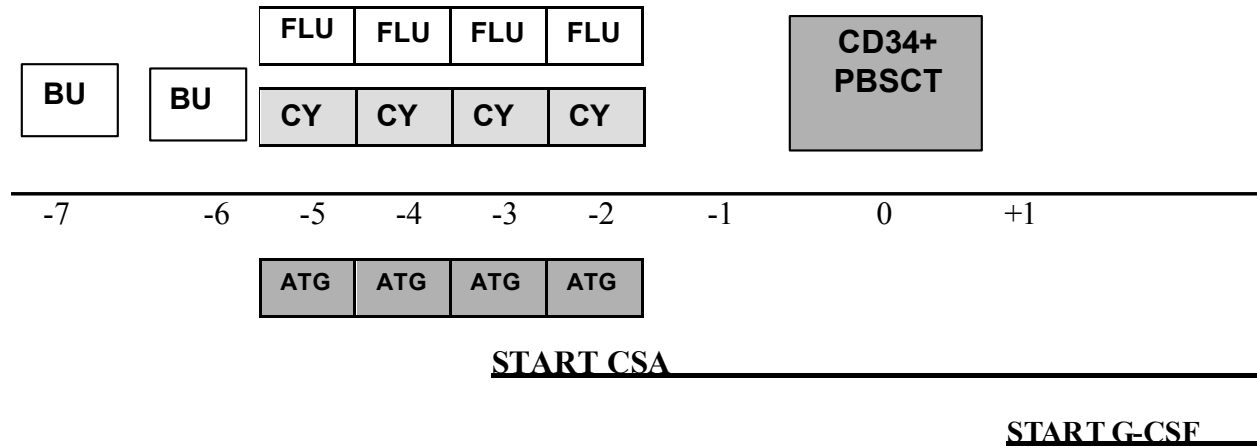 FLU FLU FLU FLU
CD34+
PBSCT
BU BU
CY CY CY CY
-7 -6 -5 -4 -3 -2 -1 0 +1
ATG ATG ATG ATG
START CSA
START G-CSF